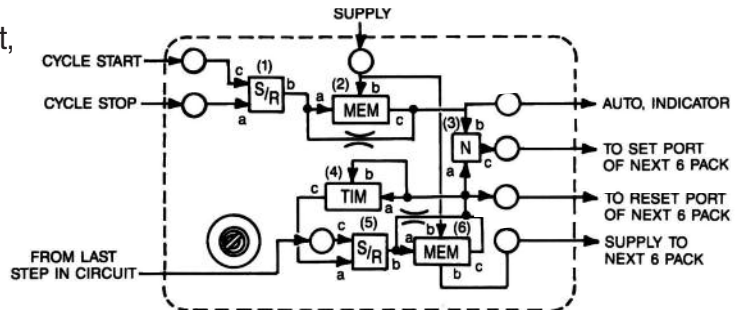 t,
SUPPLY
CYCLE START
CYCLE STOP
c
(1)
S/R
b
a
(2)
b
a
MEM
c
(3)
b
N
a
c
AUTO, INDICATOR
TO SET PORT
OF NEXT 6 PACK
(4)
b
c
TIM
a
TO RESET PORT
OF NEXT 6 PACK
(5)
c
S/R
a
b
(6)
b
a
MEM
b
c
SUPPLY TO
NEXT 6 PACK
FROM LAST
STEP IN CIRCUIT